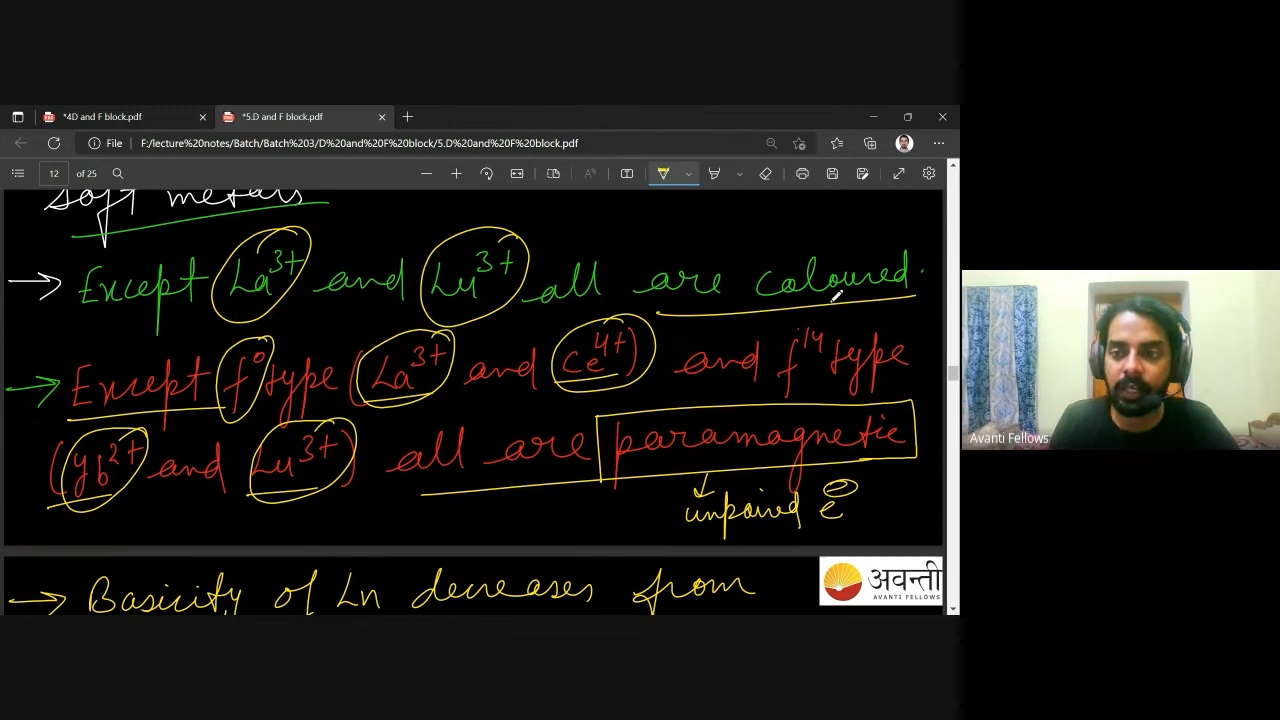 *4D and F block.pdf
*5.D and F block.pdf
File
F:/lecture%20notes/Batch/Batch%203/D%20and%20F%20block/5.D%20and%20F%20block.pdf
12 of 25
Soft metals
→ Except La³⁺ and Lu³⁺ all are coloured.
→ Except f⁰ type (La³⁺ and Ce⁴⁺) and f¹⁴ type
(Yb²⁺ and Lu³⁺) all are paramagnetic
unpaired e⊖
→ Basicity of Ln decreases from
अवन्ती
AVANTI FELLOWS
Avanti Fellows